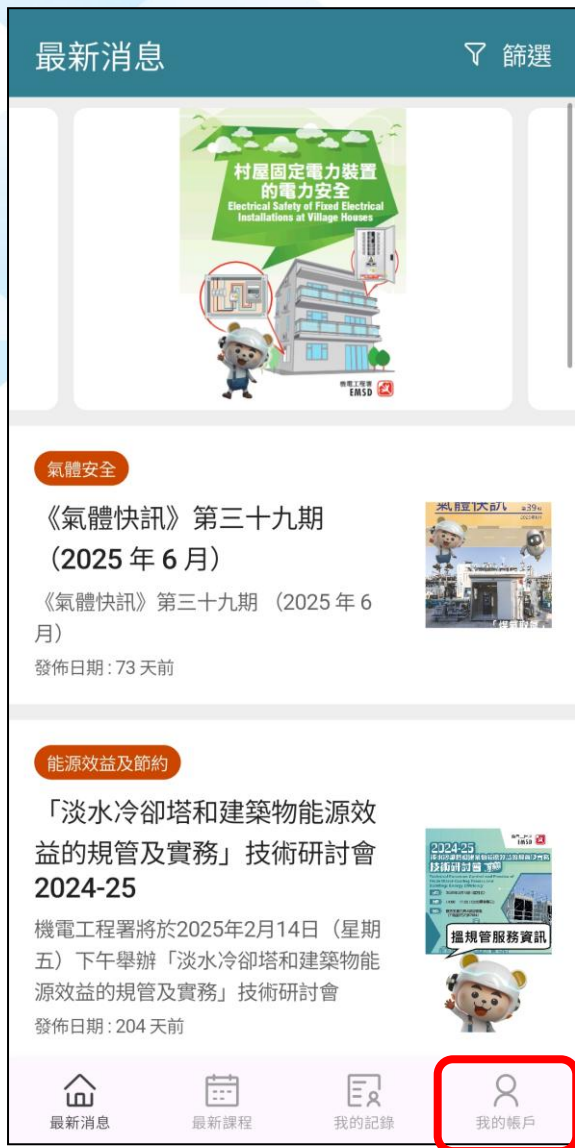 最新消息
篩選
村屋固定電力裝置
的電力安全
Electrical Safety of Fixed Electrical
Installations at Village Houses
機電工程署
EMSD
氣體安全
《氣體快訊》第三十九期
（2025 年 6 月）
《氣體快訊》第三十九期 （2025 年 6
月）
發佈日期 : 73 天前
氣體快訊
第39期
能源效益及節約
「淡水冷卻塔和建築物能源效
益的規管及實務」技術研討會
2024-25
機電工程署將於2025年2月14日（星期
五）下午舉辦「淡水冷卻塔和建築物能
源效益的規管及實務」技術研討會
發佈日期 : 204 天前
EMSD
2024-25
技術研討會
搵規管服務資訊
最新消息
最新課程
我的記錄
我的帳戶